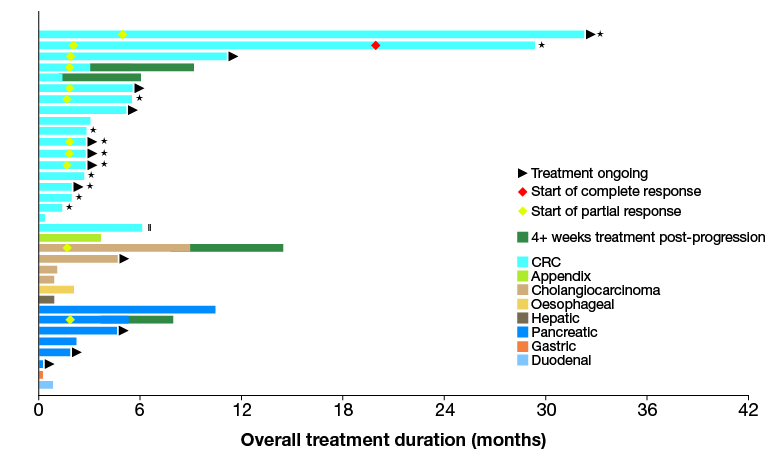 Treatment ongoing
Start of complete response
Start of partial response
4+ weeks treatment post-progression
CRC
Appendix
Cholangiocarcinoma
Oesophageal
Hepatic
Pancreatic
Gastric
Duodenal
0 6 12 18 24 30 36 42
Overall treatment duration (months)